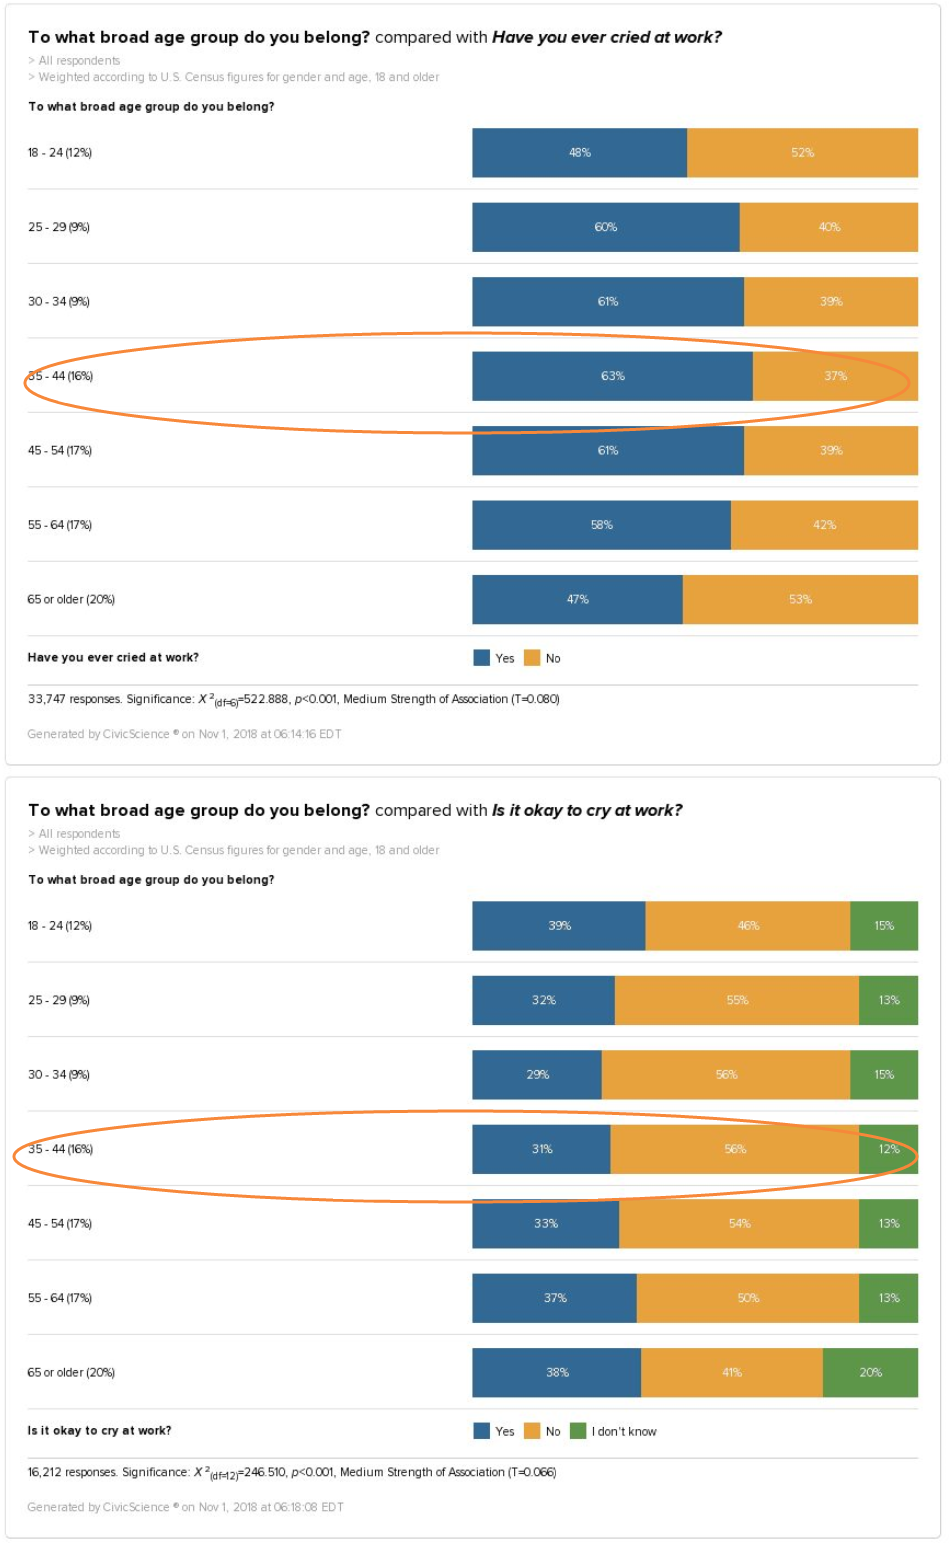 To what broad age group do you belong? compared with Have you ever cried at work?
> All respondents
> Weighted according to U.S. Census figures for gender and age, 18 and older
To what broad age group do you belong?
18 - 24 (12%) 48% 52%
25 - 29 (9%) 60% 40%
30 - 34 (9%) 61% 39%
35 - 44 (16%) 63% 37%
45 - 54 (17%) 61% 39%
55 - 64 (17%) 58% 42%
65 or older (20%) 47% 53%
Have you ever cried at work? Yes No
33,747 responses. Significance: X ²(df=6)=522.888, p<0.001, Medium Strength of Association (T=0.080)
Generated by CivicScience ® on Nov 1, 2018 at 06:14:16 EDT
To what broad age group do you belong? compared with Is it okay to cry at work?
> All respondents
> Weighted according to U.S. Census figures for gender and age, 18 and older
To what broad age group do you belong?
18 - 24 (12%) 39% 46% 15%
25 - 29 (9%) 32% 55% 13%
30 - 34 (9%) 29% 56% 15%
35 - 44 (16%) 31% 56% 12%
45 - 54 (17%) 33% 54% 13%
55 - 64 (17%) 37% 50% 13%
65 or older (20%) 38% 41% 20%
Is it okay to cry at work? Yes No I don't know
16,212 responses. Significance: X ²(df=12)=246.510, p<0.001, Medium Strength of Association (T=0.066)
Generated by CivicScience ® on Nov 1, 2018 at 06:18:08 EDT